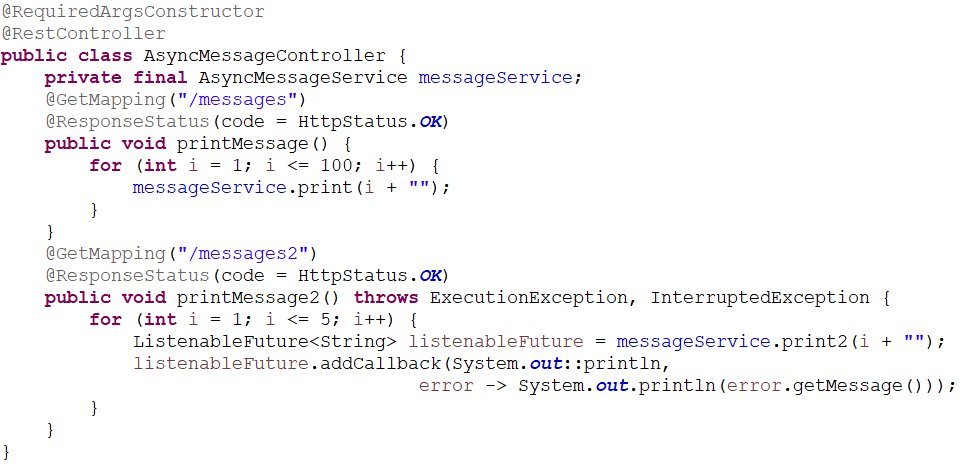 @RequiredArgsConstructor
@RestController
public class AsyncMessageController {
    private final AsyncMessageService messageService;
    @GetMapping("/messages")
    @ResponseStatus(code = HttpStatus.OK)
    public void printMessage() {
        for (int i = 1; i <= 100; i++) {
            messageService.print(i + "");
        }
    }
    @GetMapping("/messages2")
    @ResponseStatus(code = HttpStatus.OK)
    public void printMessage2() throws ExecutionException, InterruptedException {
        for (int i = 1; i <= 5; i++) {
            ListenableFuture<String> listenableFuture = messageService.print2(i + "");
            listenableFuture.addCallback(System.out::println,
                                      error -> System.out.println(error.getMessage()));
        }
    }
}